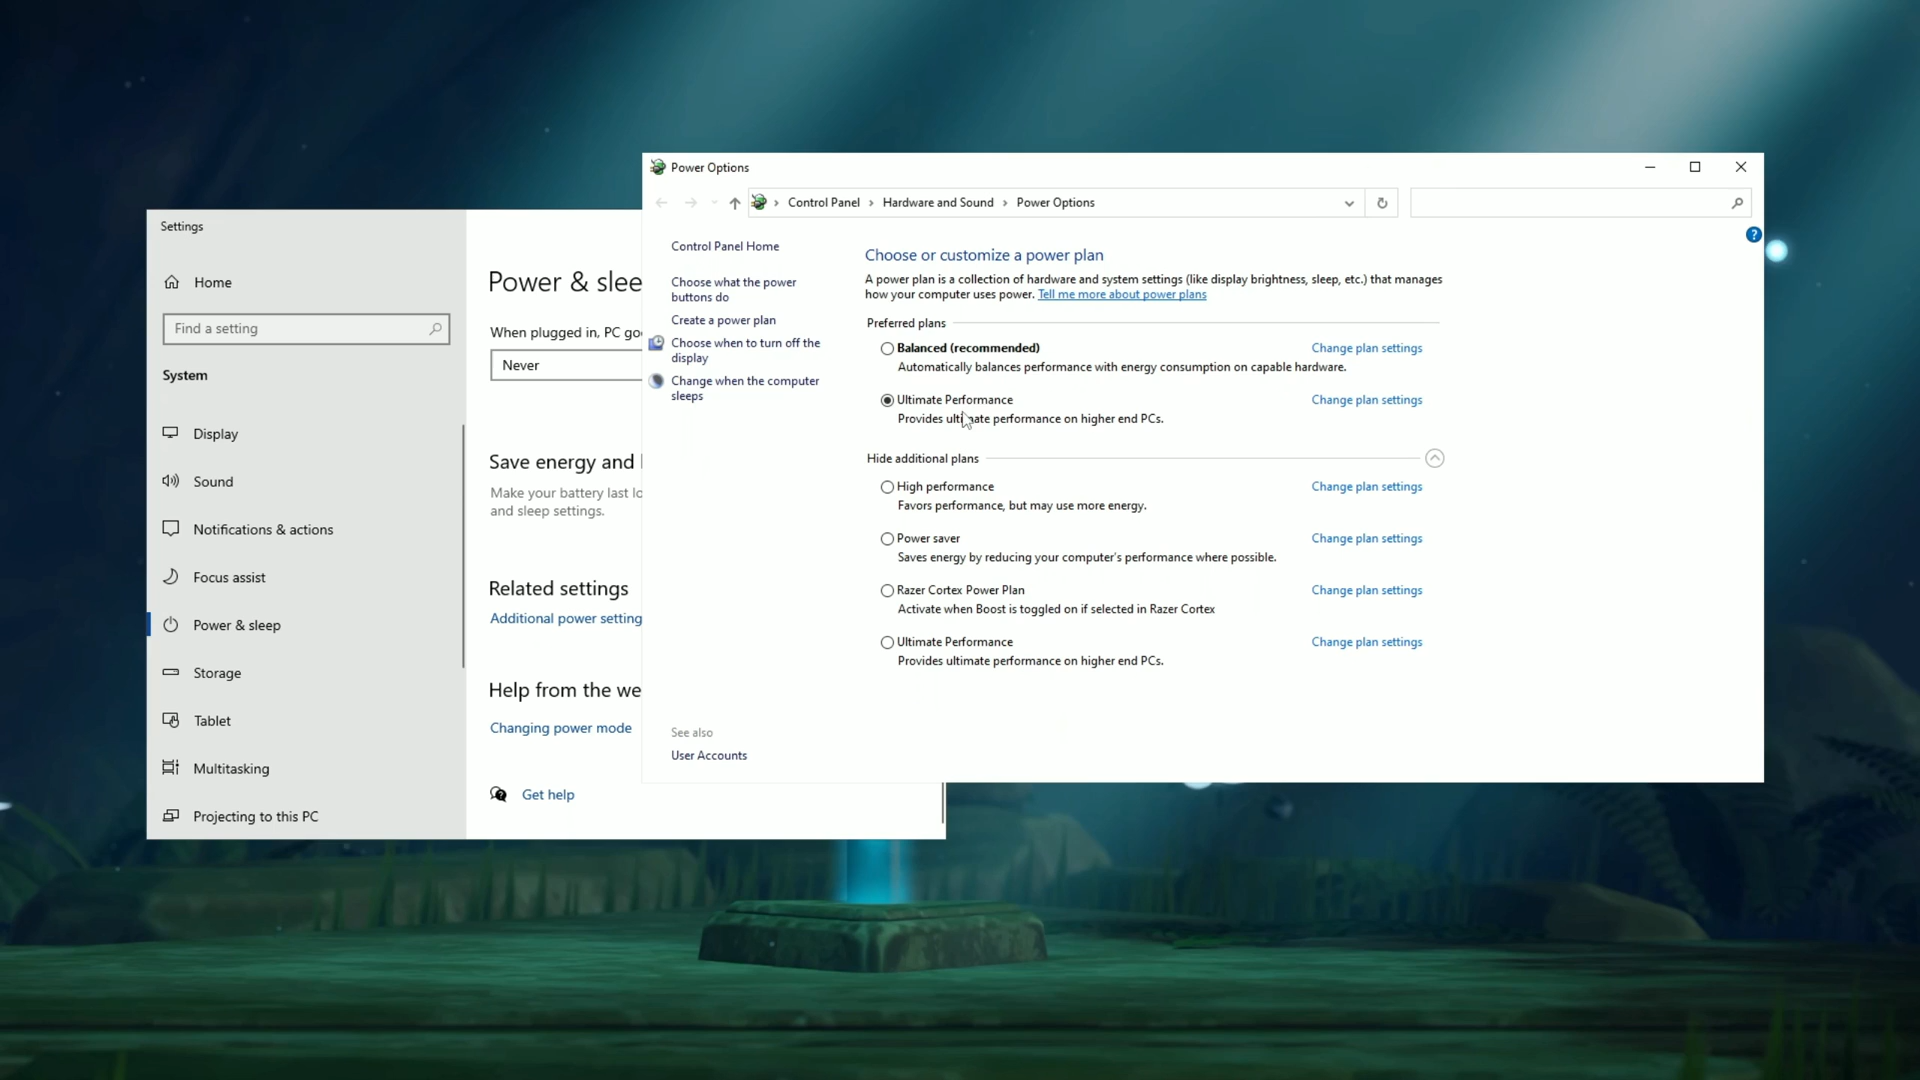 Settings
Home
Find a setting
System
Display
Sound
Notifications & actions
Focus assist
Power & sleep
Storage
Tablet
Multitasking
Projecting to this PC
Power & slee
When plugged in, PC go
Never
Save energy and
Make your battery last lo
and sleep settings.
Related settings
Additional power setting
Help from the we
Changing power mode
Get help
Power Options
Control Panel › Hardware and Sound › Power Options
Control Panel Home
Choose what the power
buttons do
Create a power plan
Choose when to turn off the
display
Change when the computer
sleeps
See also
User Accounts
Choose or customize a power plan
A power plan is a collection of hardware and system settings (like display brightness, sleep, etc.) that manages
how your computer uses power. Tell me more about power plans
Preferred plans
Balanced (recommended) Change plan settings
Automatically balances performance with energy consumption on capable hardware.
Ultimate Performance Change plan settings
Provides ultimate performance on higher end PCs.
Hide additional plans
High performance Change plan settings
Favors performance, but may use more energy.
Power saver Change plan settings
Saves energy by reducing your computer's performance where possible.
Razer Cortex Power Plan Change plan settings
Activate when Boost is toggled on if selected in Razer Cortex
Ultimate Performance Change plan settings
Provides ultimate performance on higher end PCs.